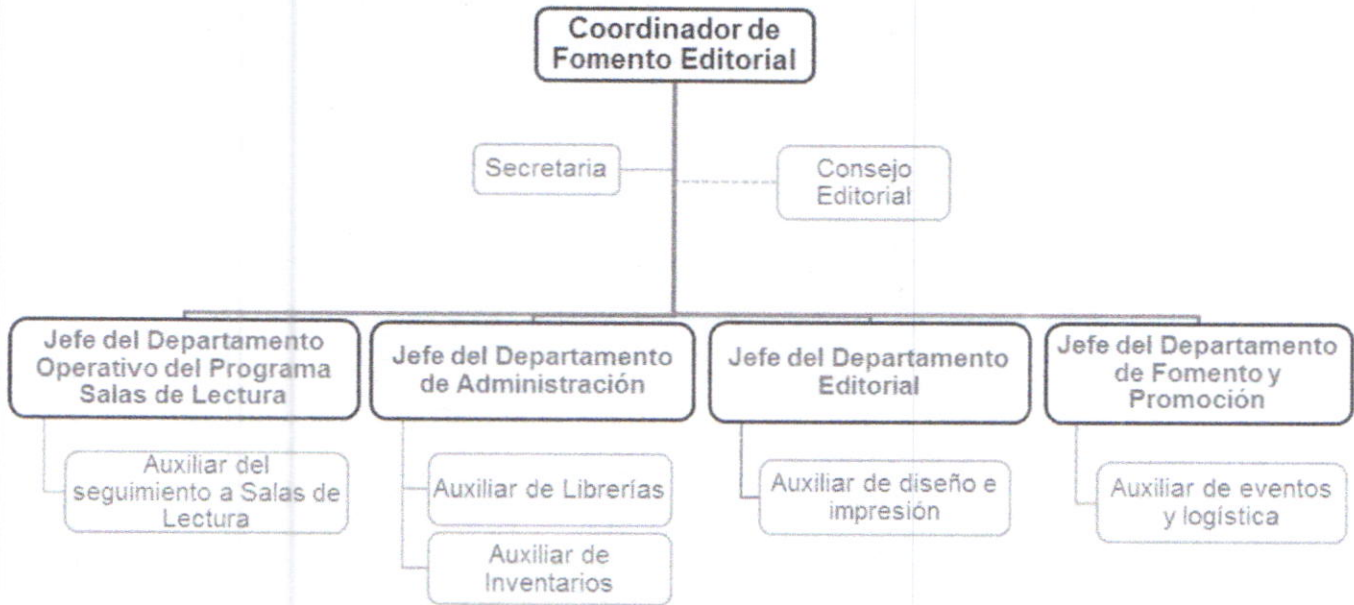 Coordinador de
Fomento Editorial
Secretaria
Consejo
Editorial
Jefe del Departamento
Operativo del Programa
Salas de Lectura
Jefe del Departamento
de Administración
Jefe del Departamento
Editorial
Jefe del Departamento
de Fomento y
Promoción
Auxiliar del
seguimiento a Salas de
Lectura
Auxiliar de Librerías
Auxiliar de
Inventarios
Auxiliar de diseño e
impresión
Auxiliar de eventos
y logística